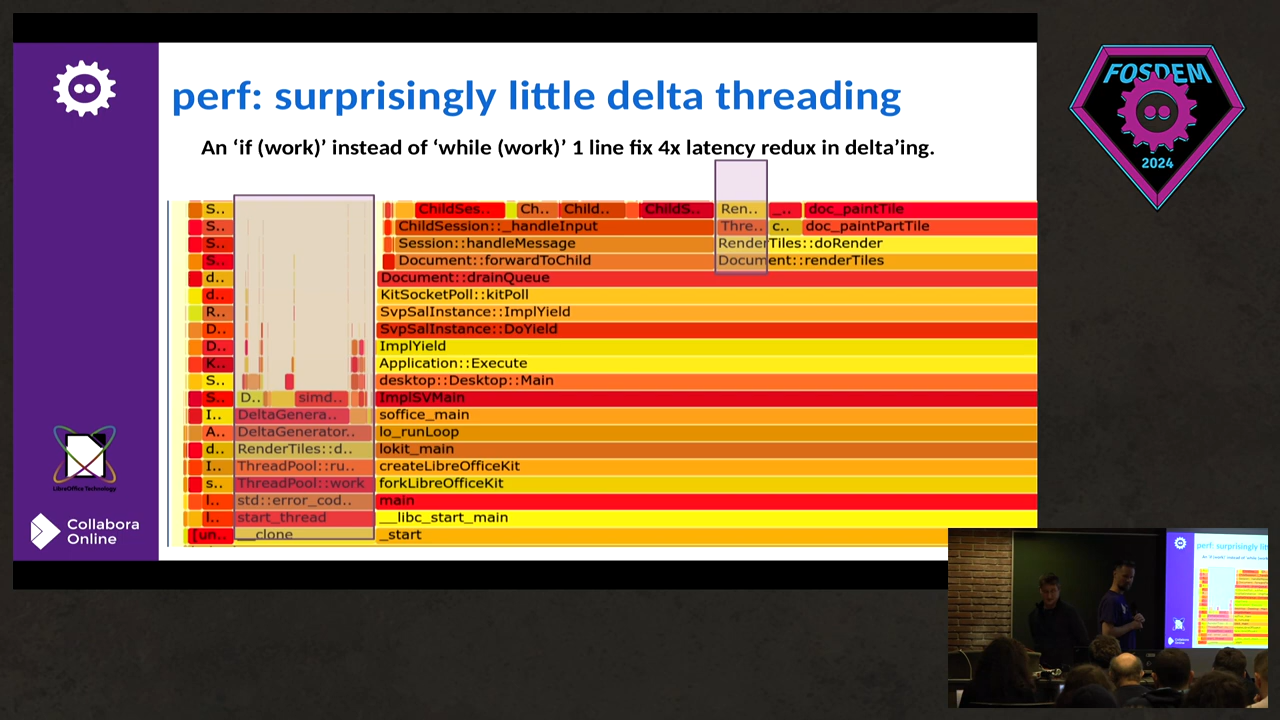 perf: surprisingly little delta threading
An ‘if (work)’ instead of ‘while (work)’ 1 line fix 4x latency redux in delta’ing.
S.. ChildSes.. Ch.. Child.. ChildS.. Ren.. _.. doc_paintTile
S.. ChildSession::_handleInput Thre.. c.. doc_paintPartTile
S.. Session::handleMessage RenderTiles::doRender
S.. Document::forwardToChild Document::renderTiles
d.. Document::drainQueue
d.. KitSocketPoll::kitPoll
R.. SvpSalInstance::ImplYield
D.. SvpSalInstance::DoYield
D.. ImplYield
K.. Application::Execute
S.. desktop::Desktop::Main
S.. D.. simd.. ImplSVMain
I.. DeltaGenera.. soffice_main
A.. DeltaGenerator.. lo_runLoop
d.. RenderTiles::d.. lokit_main
I.. ThreadPool::ru.. createLibreOfficeKit
s.. ThreadPool::work forkLibreOfficeKit
l.. std::error_cod.. main
l.. start_thread __libc_start_main
[un.. __clone _start
LibreOffice Technology
Collabora
Online
FOSDEM
2024